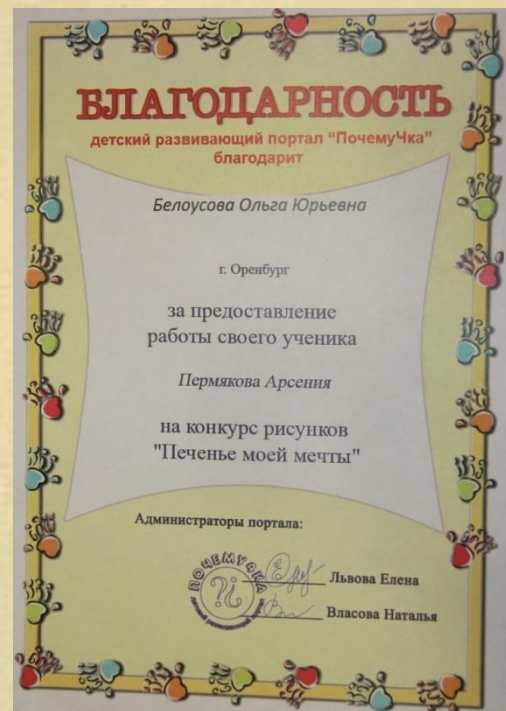 БЛАГОДАРНОСТЬ
детский развивающий портал "ПочемуЧка"
благодарит
Белоусова Ольга Юрьевна
г. Оренбург
за предоставление
работы своего ученика
Пермякова Арсения
на конкурс рисунков
"Печенье моей мечты"
Администраторы портала:
ПОЧЕМУЧКА
Львова Елена
Власова Наталья